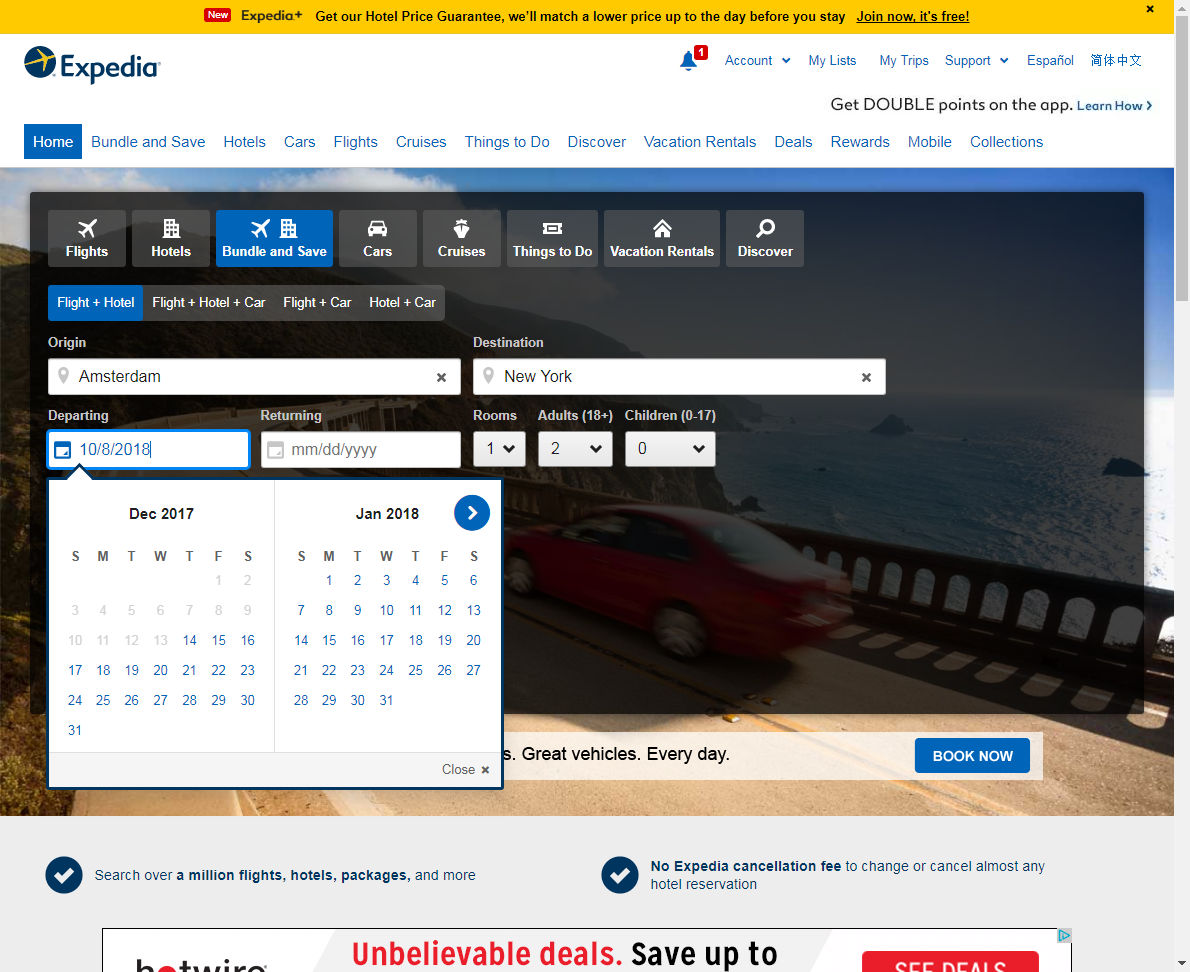 New Expedia+ Get our Hotel Price Guarantee, we'll match a lower price up to the day before you stay Join now, it's free! ×
Expedia
1 Account My Lists My Trips Support Español 简体中文
Get DOUBLE points on the app. Learn How
Home Bundle and Save Hotels Cars Flights Cruises Things to Do Discover Vacation Rentals Deals Rewards Mobile Collections
Flights Hotels Bundle and Save Cars Cruises Things to Do Vacation Rentals Discover
Flight + Hotel Flight + Hotel + Car Flight + Car Hotel + Car
Origin Destination
Amsterdam × New York ×
Departing Returning Rooms Adults (18+) Children (0-17)
10/8/2018 mm/dd/yyyy 1 2 0
Dec 2017 Jan 2018
S M T W T F S S M T W T F S
1 2 1 2 3 4 5 6
3 4 5 6 7 8 9 7 8 9 10 11 12 13
10 11 12 13 14 15 16 14 15 16 17 18 19 20
17 18 19 20 21 22 23 21 22 23 24 25 26 27
24 25 26 27 28 29 30 28 29 30 31
31
Close ×
s. Great vehicles. Every day. BOOK NOW
Search over a million flights, hotels, packages, and more
No Expedia cancellation fee to change or cancel almost any
hotel reservation
Unbelievable deals. Save up to
hotwire SEE DEALS